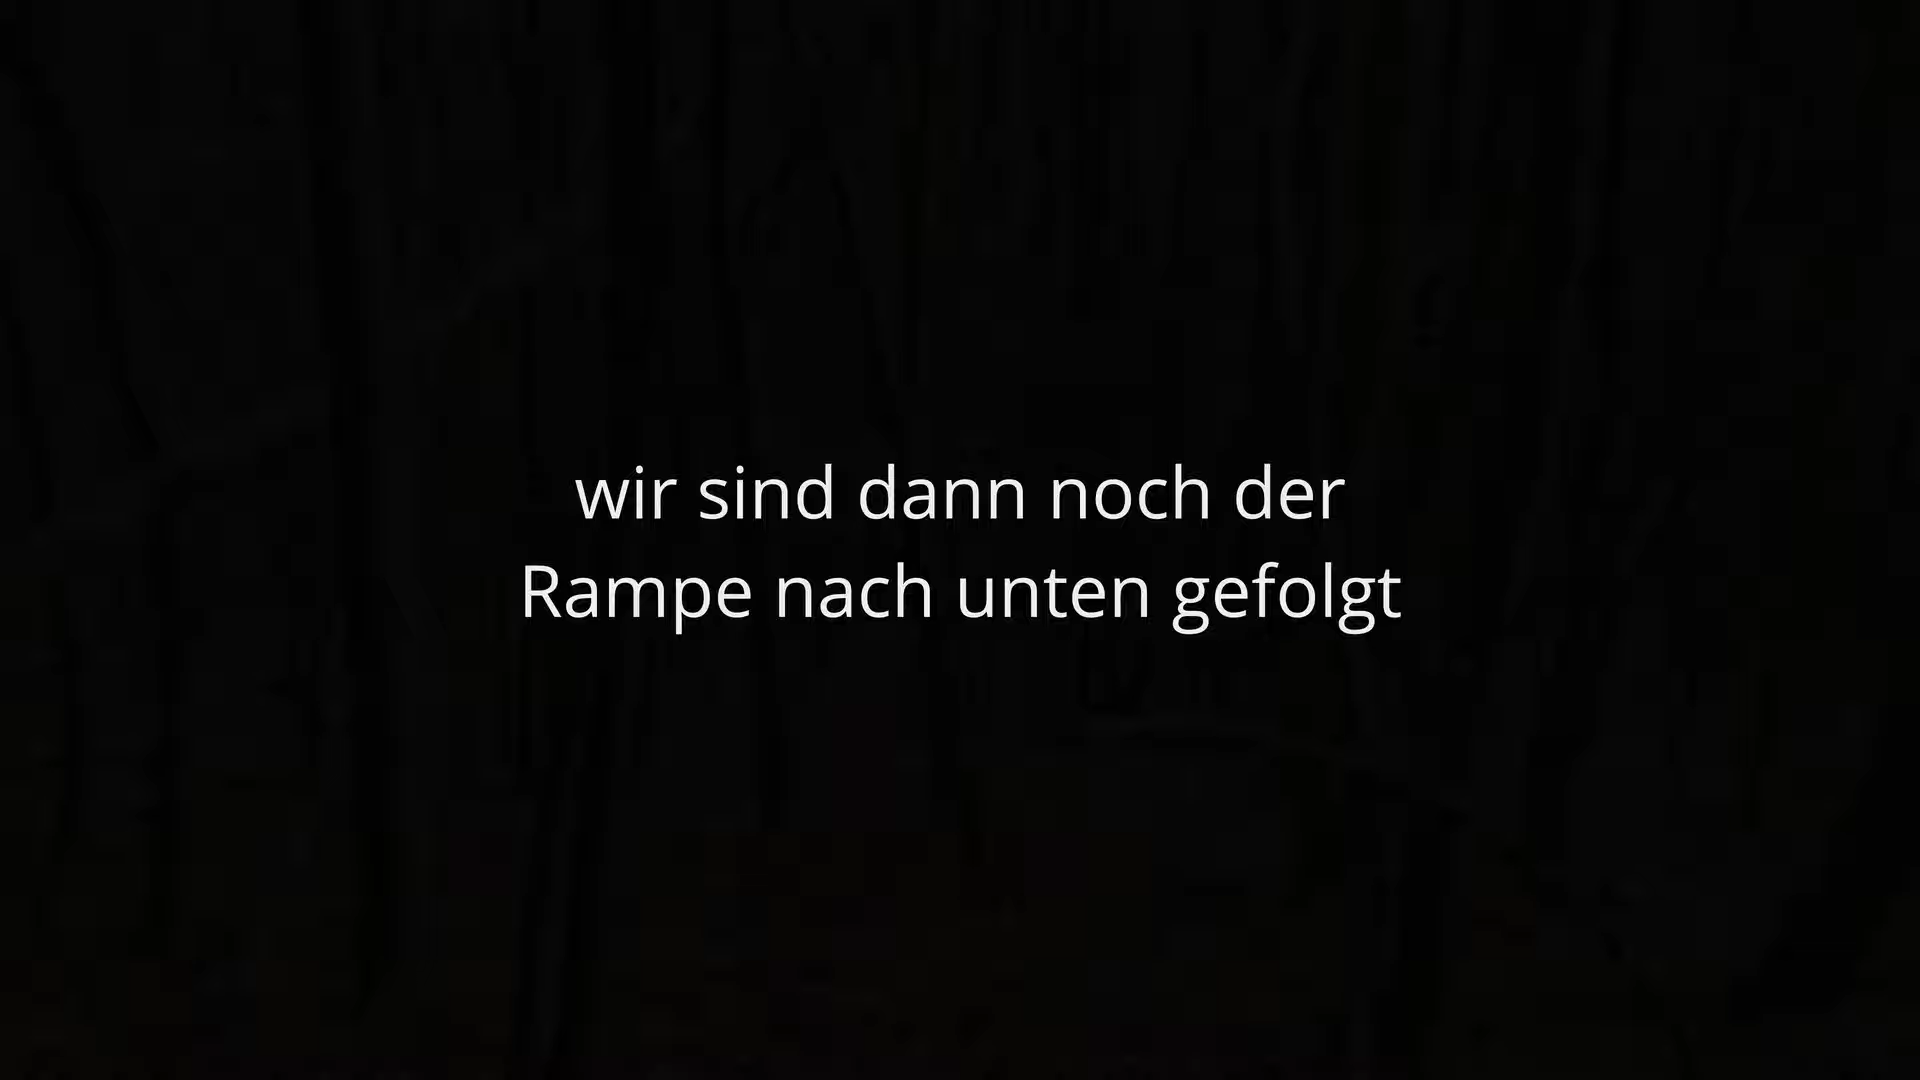 wir sind dann noch der
Rampe nach unten gefolgt